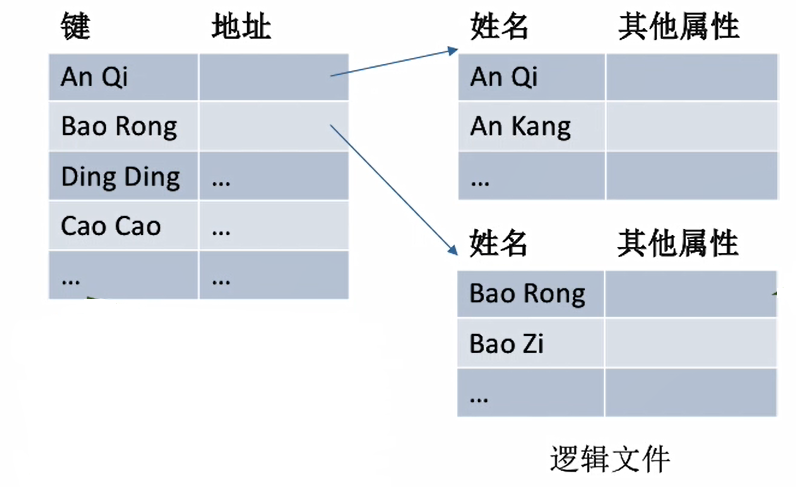 键 地址
An Qi
Bao Rong
Ding Ding ...
Cao Cao ...
... ...
姓名 其他属性
An Qi
An Kang
...
姓名 其他属性
Bao Rong
Bao Zi
...
逻辑文件